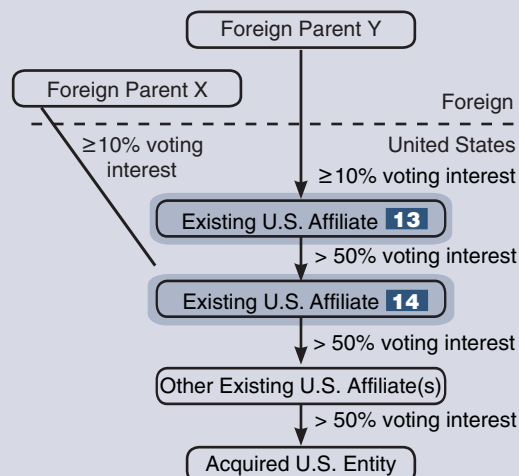 Foreign Parent Y
Foreign Parent X
Foreign
United States
≥10% voting
interest
≥10% voting interest
Existing U.S. Affiliate 13
> 50% voting interest
Existing U.S. Affiliate 14
> 50% voting interest
Other Existing U.S. Affiliate(s)
> 50% voting interest
Acquired U.S. Entity